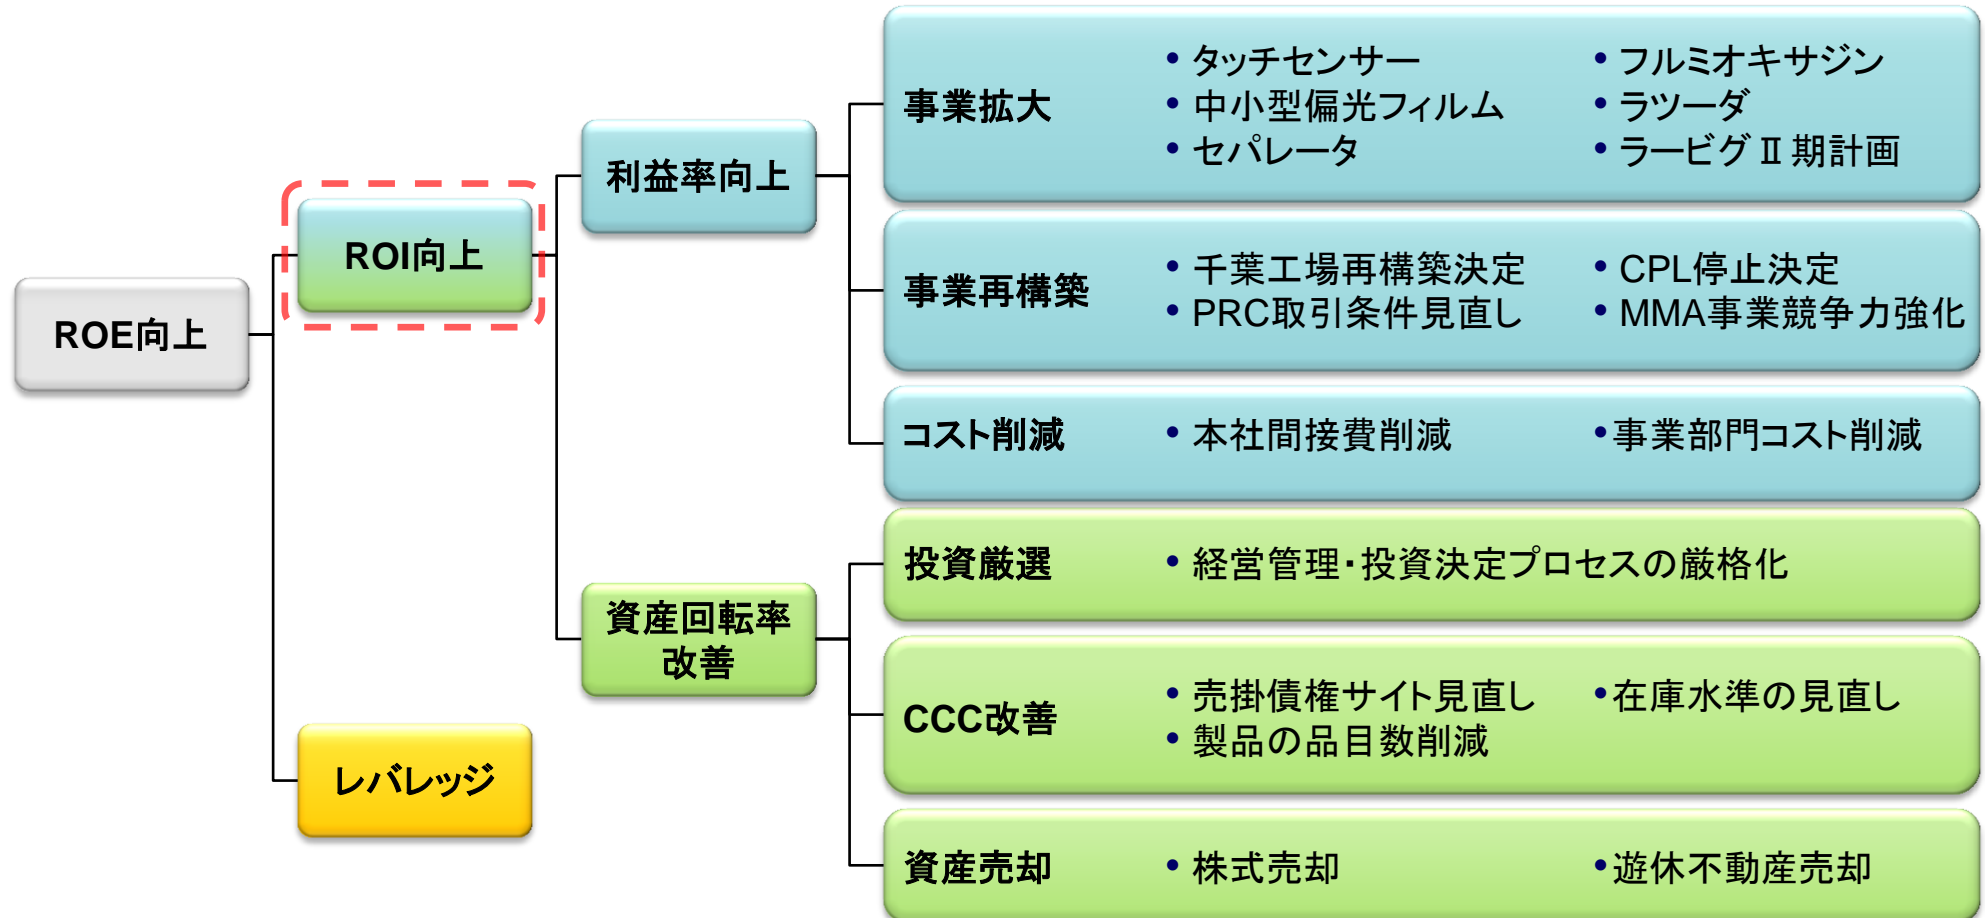 ROE向上
ROI向上
レバレッジ
利益率向上
資産回転率
改善
事業拡大
• タッチセンサー
• 中小型偏光フィルム
• セパレータ
• フルミオキサジン
• ラツーダ
• ラービグⅡ期計画
事業再構築
• 千葉工場再構築決定
• PRC取引条件見直し
• CPL停止決定
• MMA事業競争力強化
コスト削減
• 本社間接費削減
•事業部門コスト削減
投資厳選
• 経営管理・投資決定プロセスの厳格化
CCC改善
• 売掛債権サイト見直し
• 製品の品目数削減
•在庫水準の見直し
資産売却
• 株式売却
•遊休不動産売却